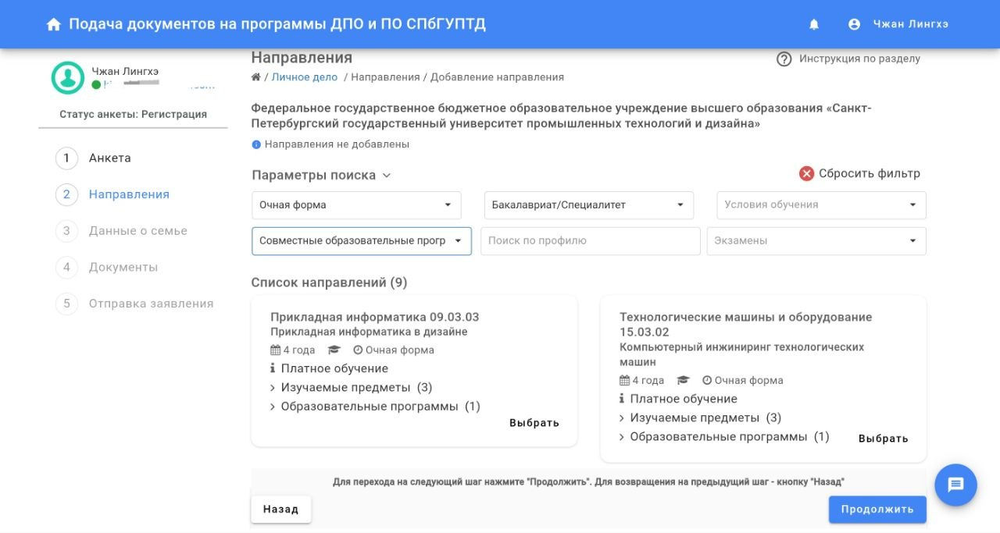 Подача документов на программы ДПО и ПО СПбГУПТД
Чжан Лингхэ
Чжан Лингхэ
Статус анкеты: Регистрация
1 Анкета
2 Направления
3 Данные о семье
4 Документы
5 Отправка заявления
Направления
Инструкция по разделу
/ Личное дело / Направления / Добавление направления
Федеральное государственное бюджетное образовательное учреждение высшего образования «Санкт-
Петербургский государственный университет промышленных технологий и дизайна»
Направления не добавлены
Параметры поиска
Сбросить фильтр
Очная форма
Бакалавриат/Специалитет
Условия обучения
Совместные образовательные прогр
Поиск по профилю
Экзамены
Список направлений (9)
Прикладная информатика 09.03.03
Прикладная информатика в дизайне
4 года Очная форма
Платное обучение
Изучаемые предметы (3)
Образовательные программы (1)
Выбрать
Технологические машины и оборудование
15.03.02
Компьютерный инжиниринг технологических
машин
4 года Очная форма
Платное обучение
Изучаемые предметы (3)
Образовательные программы (1)
Выбрать
Для перехода на следующий шаг нажмите "Продолжить". Для возвращения на предыдущий шаг - кнопку "Назад"
Назад
Продолжить